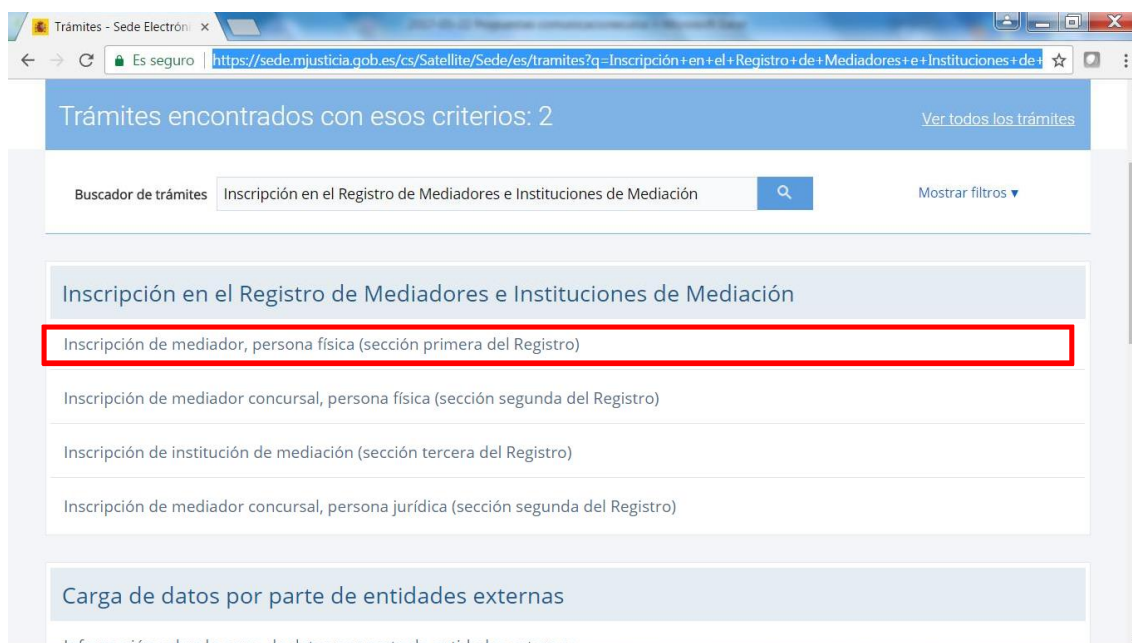 Trámites - Sede Electróni
Es seguro
https://sede.mjusticia.gob.es/cs/Satellite/Sede/es/tramites?q=Inscripción+en+el+Registro+de+Mediadores+e+Instituciones+de+
Trámites encontrados con esos criterios: 2
Ver todos los trámites
Buscador de trámites
Inscripción en el Registro de Mediadores e Instituciones de Mediación
Mostrar filtros ▼
Inscripción en el Registro de Mediadores e Instituciones de Mediación
Inscripción de mediador, persona física (sección primera del Registro)
Inscripción de mediador concursal, persona física (sección segunda del Registro)
Inscripción de institución de mediación (sección tercera del Registro)
Inscripción de mediador concursal, persona jurídica (sección segunda del Registro)
Carga de datos por parte de entidades externas